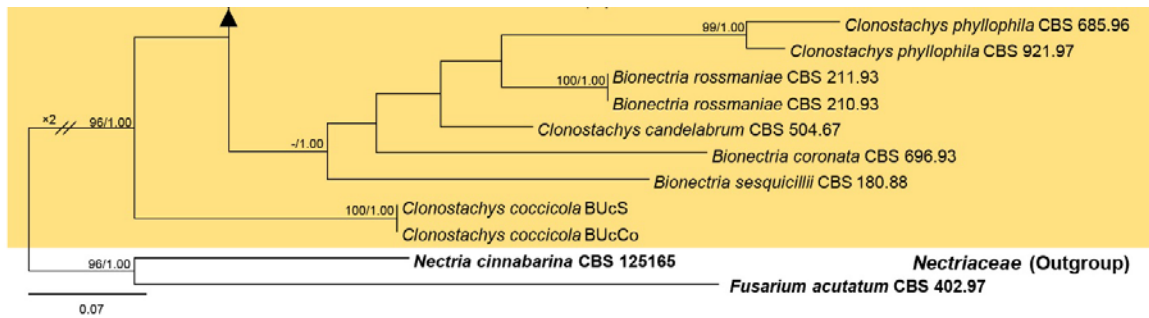 99/1.00
Clonostachys phyllophila CBS 685.96
Clonostachys phyllophila CBS 921.97
100/1.00
Bionectria rossmaniae CBS 211.93
Bionectria rossmaniae CBS 210.93
×2
96/1.00
Clonostachys candelabrum CBS 504.67
-/1.00
Bionectria coronata CBS 696.93
Bionectria sesquicillii CBS 180.88
100/1.00
Clonostachys coccicola BUcS
Clonostachys coccicola BUcCo
96/1.00
Nectria cinnabarina CBS 125165
Nectriaceae (Outgroup)
Fusarium acutatum CBS 402.97
0.07